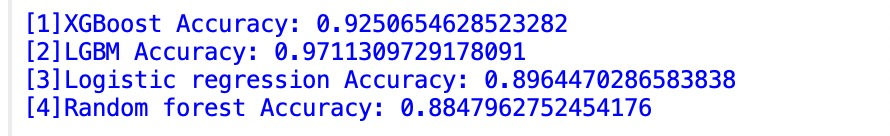 [1]XGBoost Accuracy: 0.9250654628523282
[2]LGBM Accuracy: 0.9711309729178091
[3]Logistic regression Accuracy: 0.8964470286583838
[4]Random forest Accuracy: 0.8847962752454176